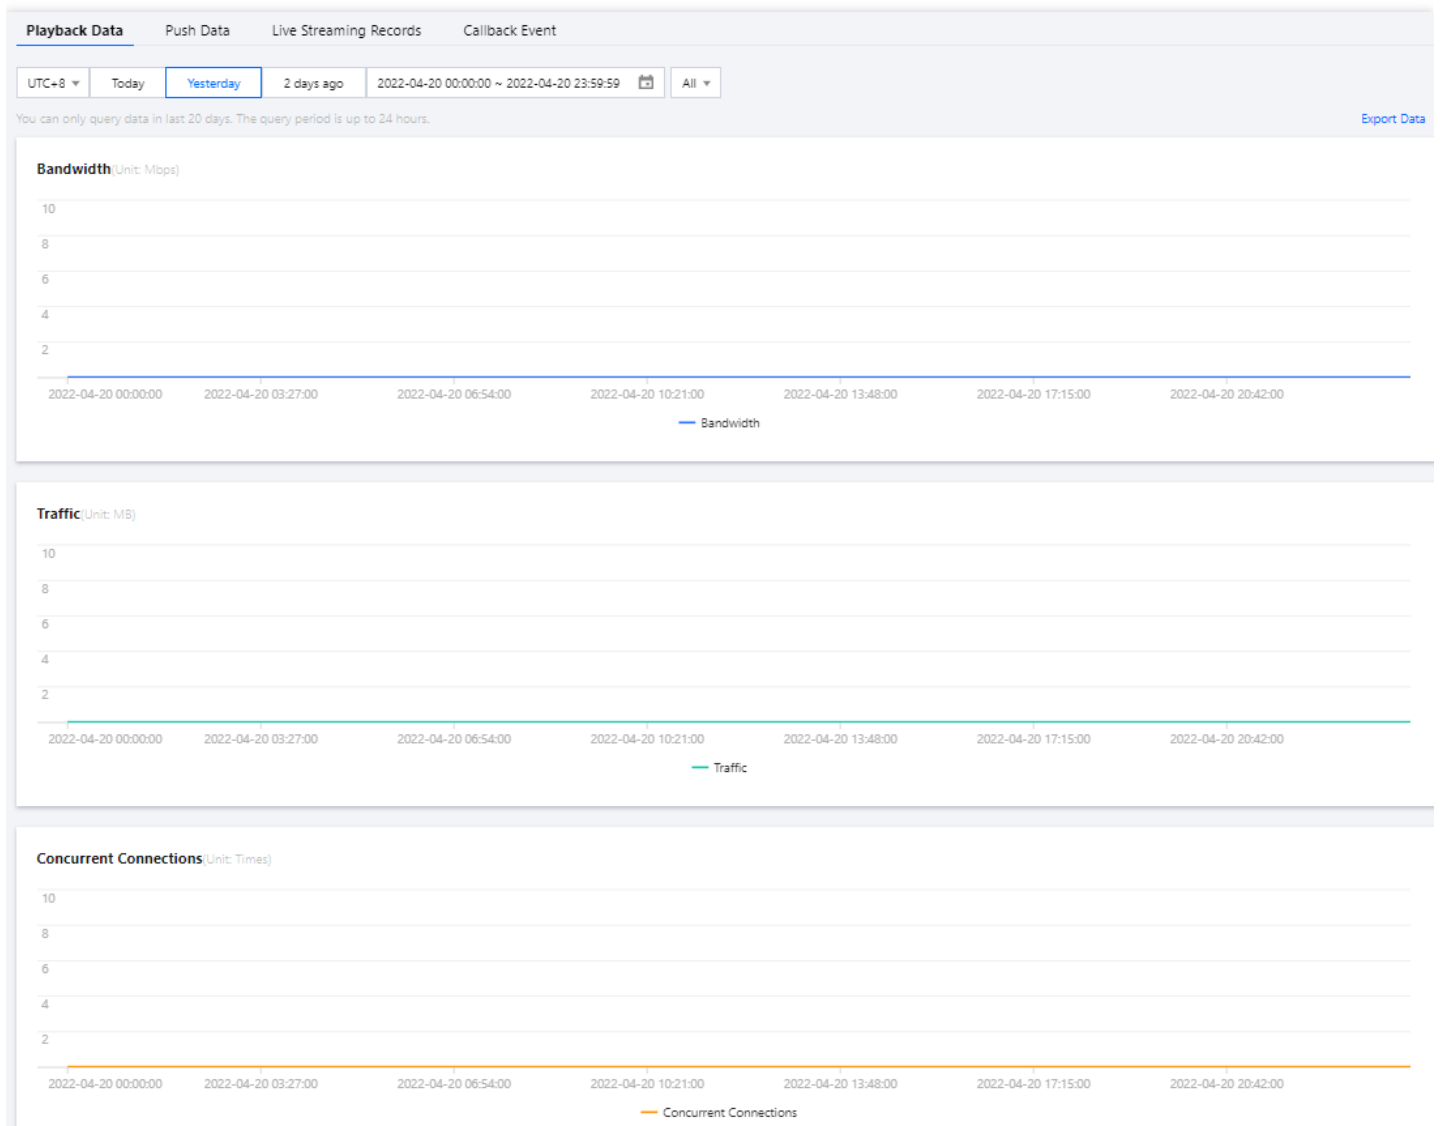 Playback Data Push Data Live Streaming Records Callback Event
UTC+8 Today Yesterday 2 days ago 2022-04-20 00:00:00 ~ 2022-04-20 23:59:59 All
You can only query data in last 20 days. The query period is up to 24 hours. Export Data
Bandwidth(Unit: Mbps)
10
8
6
4
2
2022-04-20 00:00:00 2022-04-20 03:27:00 2022-04-20 06:54:00 2022-04-20 10:21:00 2022-04-20 13:48:00 2022-04-20 17:15:00 2022-04-20 20:42:00
Bandwidth
Traffic(Unit: MB)
10
8
6
4
2
2022-04-20 00:00:00 2022-04-20 03:27:00 2022-04-20 06:54:00 2022-04-20 10:21:00 2022-04-20 13:48:00 2022-04-20 17:15:00 2022-04-20 20:42:00
Traffic
Concurrent Connections(Unit: Times)
10
8
6
4
2
2022-04-20 00:00:00 2022-04-20 03:27:00 2022-04-20 06:54:00 2022-04-20 10:21:00 2022-04-20 13:48:00 2022-04-20 17:15:00 2022-04-20 20:42:00
Concurrent Connections